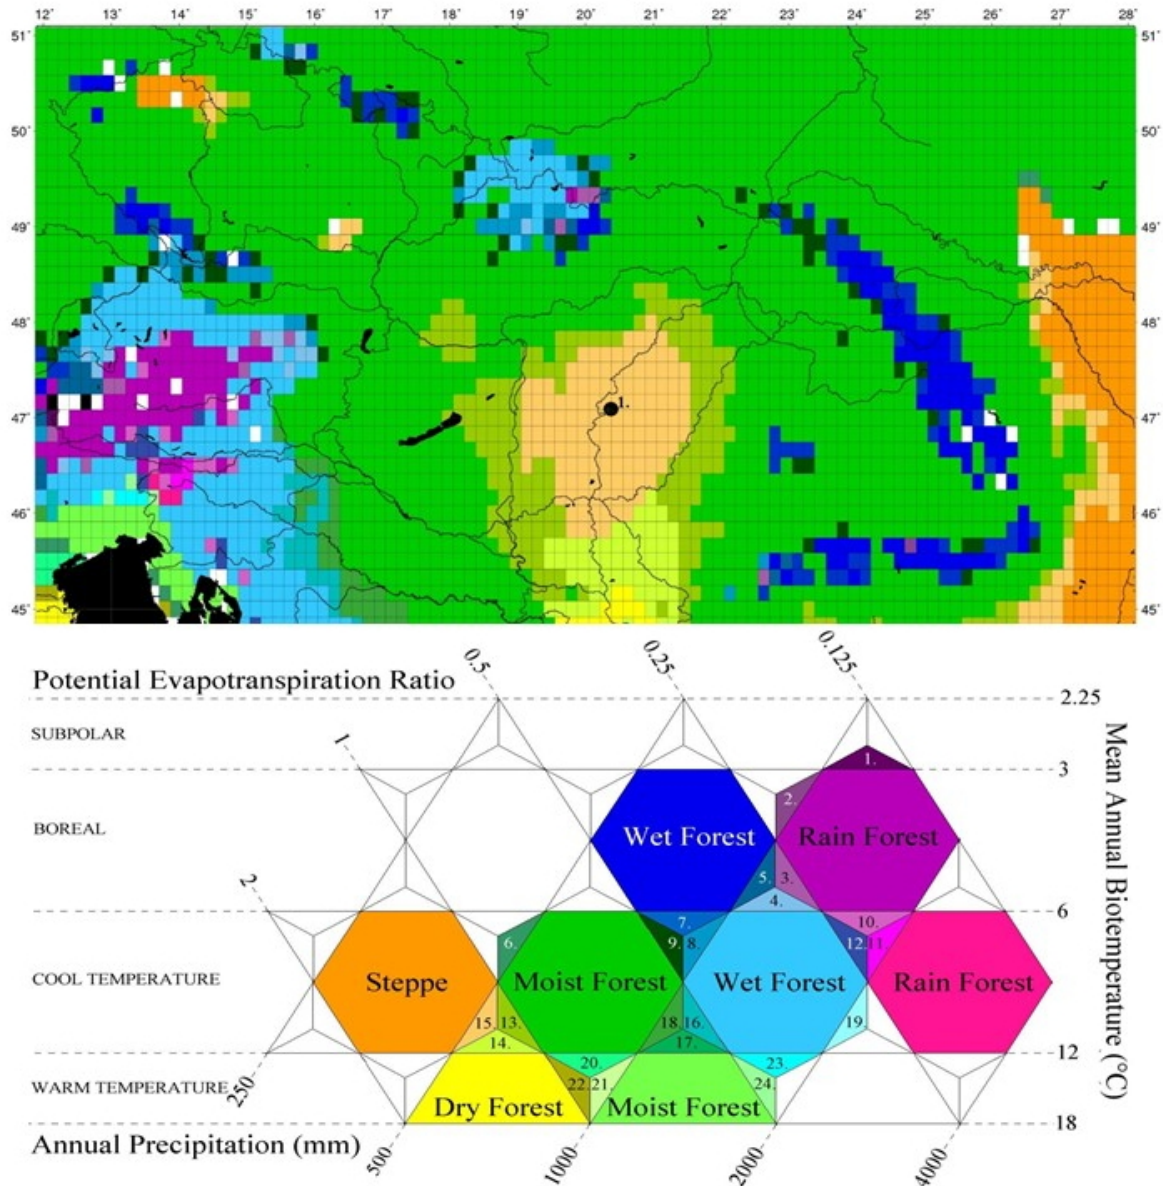 12° 13° 14° 15° 16° 17° 18° 19° 20° 21° 22° 23° 24° 25° 26° 27° 28°
51° 51°
50° 50°
49° 49°
48° 48°
1.
47° 47°
46° 46°
45° 45°
0.5 0.25 0.125
Potential Evapotranspiration Ratio
2.25
SUBPOLAR
1 1. 3
BOREAL
2.
Wet Forest Rain Forest
5. 3.
4.
2 6
7. 10.
6. 9. 8. 12. 11.
COOL TEMPERATURE
Steppe Moist Forest Wet Forest Rain Forest
15. 13. 18. 16. 19.
14. 17.
12
20. 23.
WARM TEMPERATURE
250
22. 21. 24.
Dry Forest Moist Forest
18
Annual Precipitation (mm)
500 1000 2000 4000
Mean Annual Biotemperature (°C)